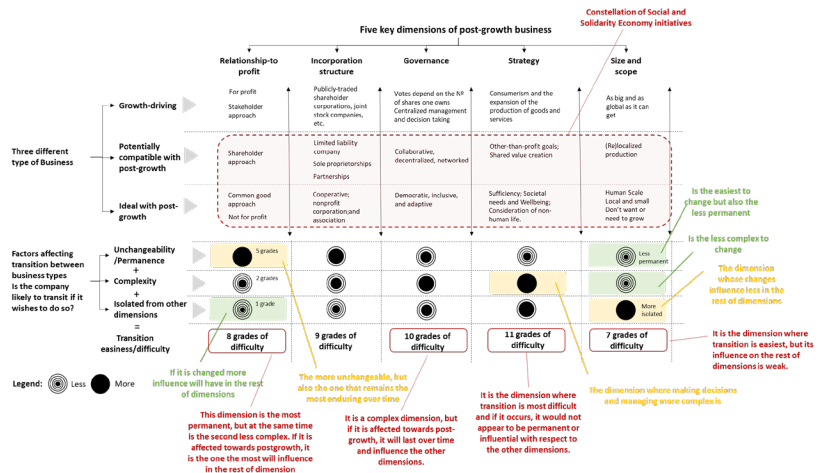 Constellation of Social and
Solidarity Economy initiatives
Five key dimensions of post-growth business
Relationship-to
profit
Incorporation
structure
Governance
Strategy
Size and
scope
Three different
type of Business
Growth-driving
For profit
Stakeholder
approach
Publicly-traded
shareholder
corporations, joint
stock companies,
etc.
Votes depend on the Nº
of shares one owns
Centralized management
and decision taking
Consumerism and the
expansion of the
production of goods and
services
As big and as
global as it can
get
Potentially
compatible with
post-growth
Shareholder
approach
Limited liability
company
Sole proprietorships
Partnerships
Collaborative,
decentralized, networked
Other-than-profit goals;
Shared value creation
(Re)localized
production
Ideal with post-
growth
Common good
approach
Not for profit
Cooperative;
nonprofit
corporation;and
association
Democratic, inclusive,
and adaptive
Sufficiency; Societal
needs and Wellbeing;
Consideration of non-
human life.
Human Scale
Local and small
Don't want or
need to grow
Is the easiest to
change but also the
less permanent
Factors affecting
transition between
business types
Is the company
likely to transit if it
wishes to do so?
Unchangeability
/Permanence
+
Complexity
+
Isolated from other
dimensions
=
Transition
easiness/difficulty
5 grades
Less
permanent
2 grades
1 grade
More
isolated
Is the less complex to
change
The dimension
whose changes
influence less in the
rest of dimensions
8 grades of
difficulty
9 grades of
difficulty
10 grades of
difficulty
11 grades of
difficulty
7 grades of
difficulty
It is the dimension where
transition is easiest, but its
influence on the rest of
dimensions is weak.
Legend:
Less
More
If it is changed more
influence will have in the rest
of dimensions
The more unchangeable, but
also the one that remains the
most enduring over time
The dimension where making decisions
and managing more complex is
This dimension is the most
permanent, but at the same time
Is the second less complex. If it is
affected towards postgrowth, it is
is the one the most will influence
in the rest of dimension
It is a complex dimension, but
if it is affected towards post-
growth, it will last over time
and influence the other
dimensions.
It is the dimension where
transition is most difficult
and if it occurs, it would not
appear to be permanent or
influential with respect to
the other dimensions.